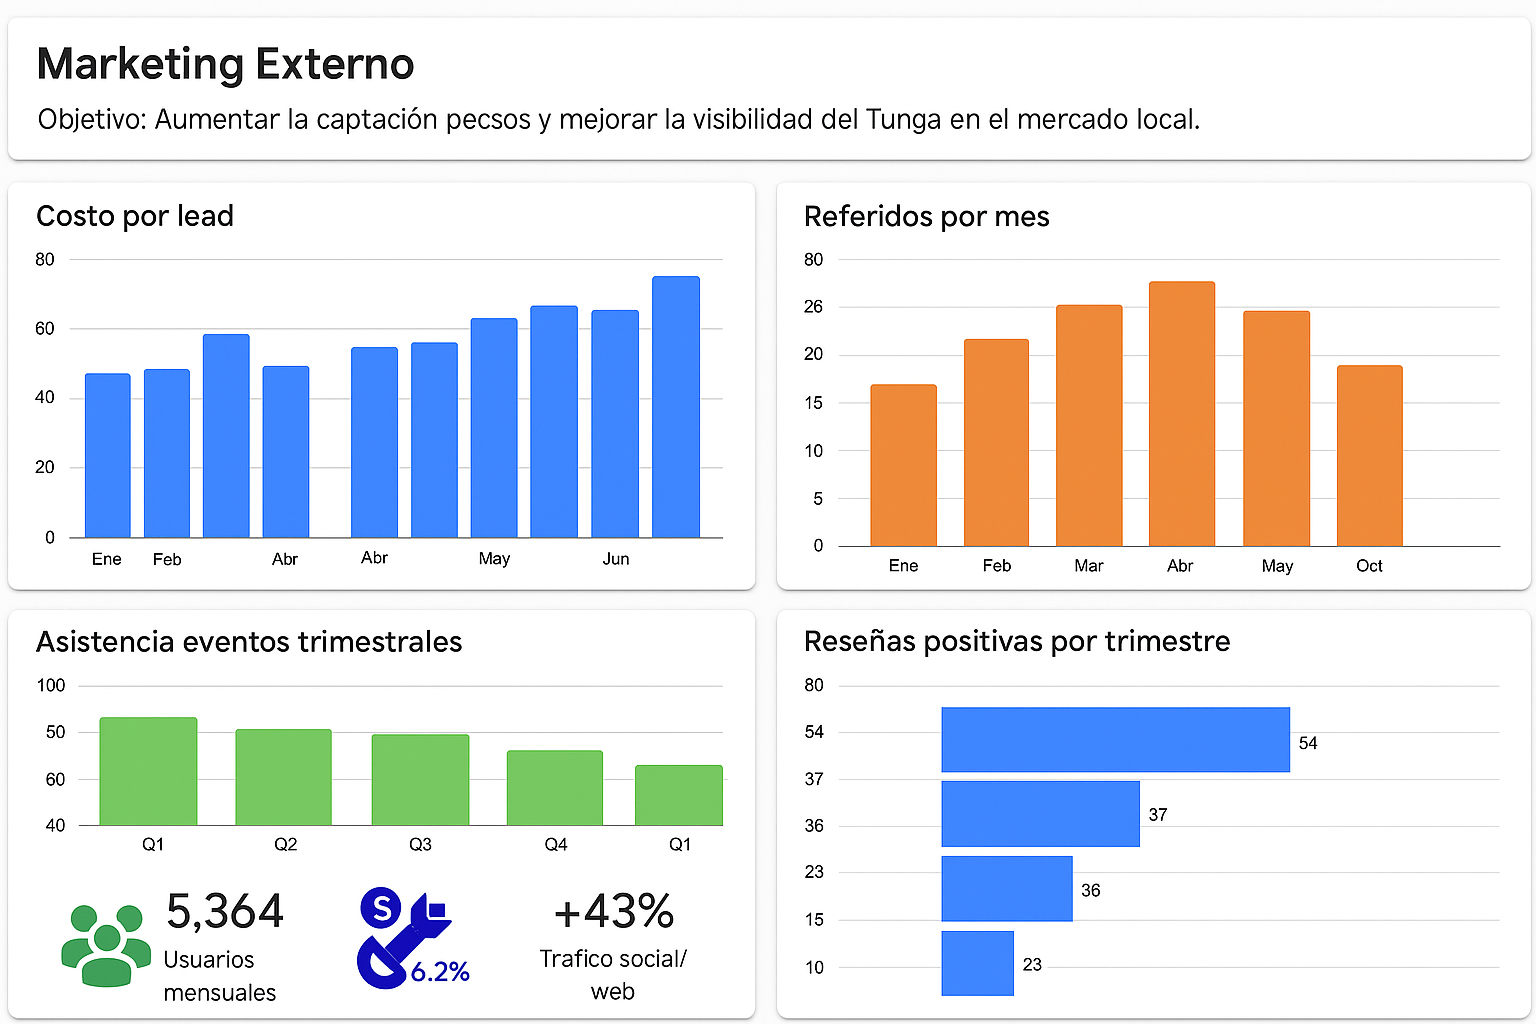 Marketing Externo
Objetivo: Aumentar la captación pecsos y mejorar la visibilidad del Tunga en el mercado local.
Costo por lead
80
60
40
20
0
Ene Feb Abr Abr May Jun
Referidos por mes
80
26
20
15
10
5
0
Ene Feb Mar Abr May Oct
Asistencia eventos trimestrales
100
50
60
40
Q1 Q2 Q3 Q4 Q1
5,364
Usuarios
mensuales
S
6.2%
+43%
Trafico social/
web
Reseñas positivas por trimestre
80
54
37
36
23
15
10
54
37
36
23